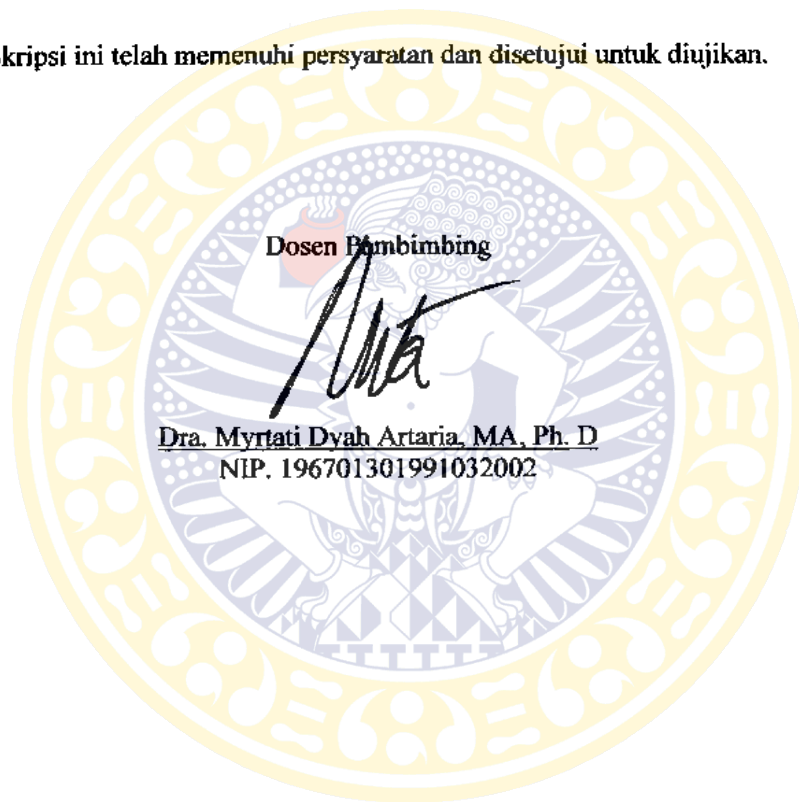 kripsi ini telah memenuhi persyaratan dan disetujui untuk diujikan.
Dosen Pembimbing
Dra. Myrtati Dyah Artaria, MA, Ph. D
NIP. 196701301991032002